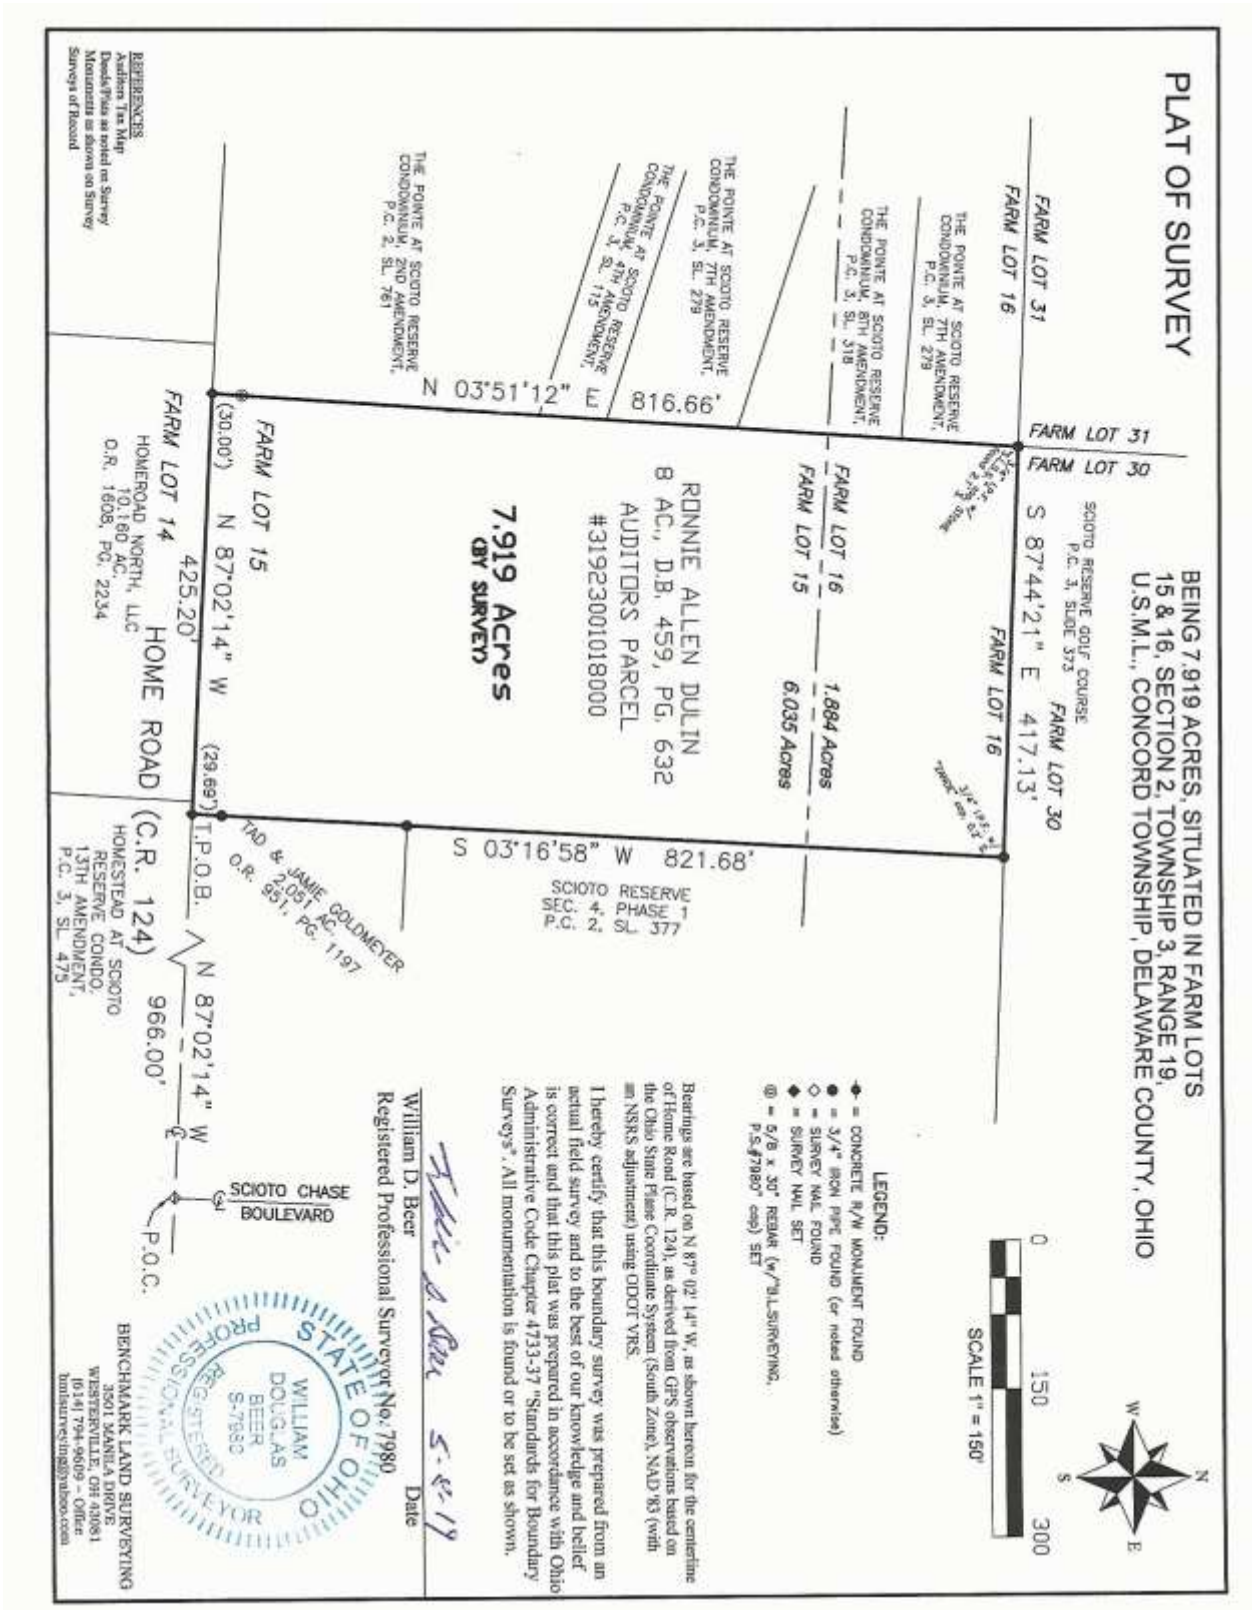 PLAT OF SURVEY
BEING 7.919 ACRES, SITUATED IN FARM LOTS
15 & 16, SECTION 2, TOWNSHIP 3, RANGE 19,
U.S.M.L., CONCORD TOWNSHIP, DELAWARE COUNTY, OHIO
N
W
E
S
0 150 300
SCALE 1" = 150'
FARM LOT 31
FARM LOT 16
FARM LOT 31
FARM LOT 30
SCIOTO RESERVE GOLF COURSE
P.C. 3, SLIDE 373
FARM LOT 30
S 87°44'21" E 417.13'
FARM LOT 16
THE POINTE AT SCIOTO RESERVE
CONDOMINIUM, 7TH AMENDMENT,
P.C. 3, SL. 279
THE POINTE AT SCIOTO RESERVE
CONDOMINIUM, 8TH AMENDMENT,
P.C. 3, SL. 318
THE POINTE AT SCIOTO RESERVE
CONDOMINIUM, 7TH AMENDMENT,
P.C. 3, SL. 279
THE POINTE AT SCIOTO RESERVE
CONDOMINIUM, 4TH AMENDMENT,
P.C. 3, SL. 115
THE POINTE AT SCIOTO RESERVE
CONDOMINIUM, 2ND AMENDMENT,
P.C. 2, SL. 761
N 03°51'12" E 816.66'
FARM LOT 16
FARM LOT 15
1.884 Acres
6.035 Acres
RONNIE ALLEN DULIN
8 AC., D.B. 459, PG. 632
AUDITORS PARCEL
#31923001018000
7.919 Acres
(BY SURVEY)
S 03°16'58" W 821.68'
SCIOTO RESERVE
SEC. 4, PHASE 1
P.C. 2, SL. 377
TAD & JAMIE GOLDMEYER
2.051 AC.
O.R. 951, PG. 1197
FARM LOT 15
(30.00') N 87°02'14" W (29.69')
425.20'
T.P.O.B.
N 87°02'14" W
966.00'
FARM LOT 14
HOMEROAD NORTH, LLC
10.160 AC.
O.R. 1608, PG. 2234
HOME ROAD (C.R. 124)
HOMESTEAD AT SCIOTO
RESERVE CONDO,
13TH AMENDMENT,
P.C. 3, SL. 475
SCIOTO CHASE
BOULEVARD
P.O.C.
LEGEND:
= CONCRETE R/W MONUMENT FOUND
= 3/4" IRON PIPE FOUND (or noted otherwise)
= SURVEY NAIL FOUND
= SURVEY NAIL SET
= 5/8 x 30" REBAR (w/"B.L.SURVEYING,
P.S.#7980" cap) SET
Bearings are based on N 87° 02' 14" W, as shown hereon for the centerline
of Home Road (C.R. 124), as derived from GPS observations based on
the Ohio State Plane Coordinate System (South Zone), NAD '83 (with
an NSRS adjustment) using ODOT VRS.
I hereby certify that this boundary survey was prepared from an
actual field survey and to the best of our knowledge and belief
is correct and that this plat was prepared in accordance with Ohio
Administrative Code Chapter 4733-37 "Standards for Boundary
Surveys". All monumentation is found or to be set as shown.
William D. Beer Date
Registered Professional Surveyor No. 7980
STATE OF OHIO
WILLIAM
DOUGLAS
BEER
S-7980
REGISTERED
PROFESSIONAL SURVEYOR
REFERENCES
Auditors Tax Map
Deeds/Plats as noted on Survey
Monuments as shown on Survey
Surveys of Record
BENCHMARK LAND SURVEYING
3501 MANILA DRIVE
WESTERVILLE, OH 43081
(614) 794-9609 - Office
bmlsurveying@yahoo.com